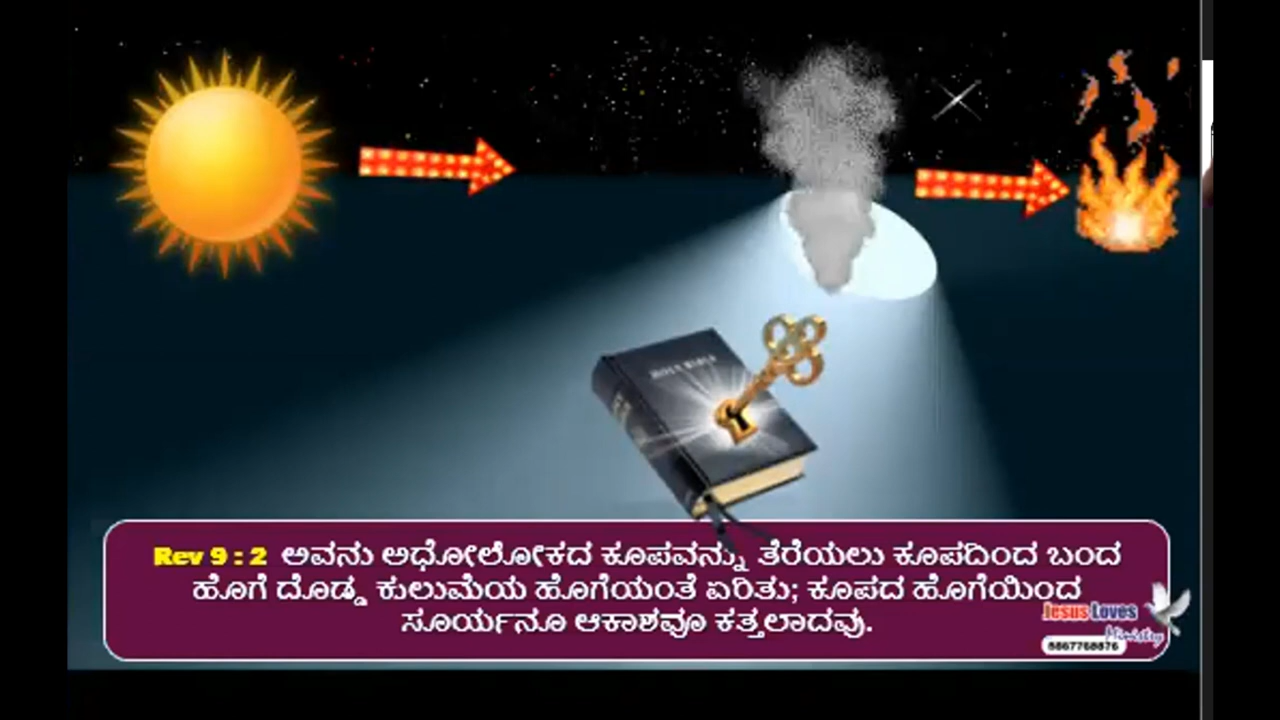 HOLY BIBLE
Rev 9 : 2 ಅವನು ಅಧೋಲೋಕದ ಕೂಪವನ್ನು ತೆರೆಯಲು ಕೂಪದಿಂದ ಬಂದ
ಹೊಗೆ ದೊಡ್ಡ ಕುಲುಮೆಯ ಹೊಗೆಯಂತೆ ಏರಿತು; ಕೂಪದ ಹೊಗೆಯಿಂದ
ಸೂರ್ಯನೂ ಆಕಾಶವೂ ಕತ್ತಲಾದವು.
Jesus Loves
Ministry
8867768876